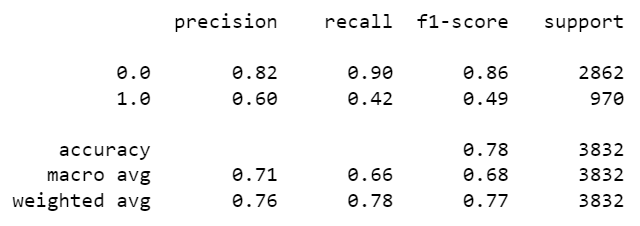 precision recall f1-score support
0.0 0.82 0.90 0.86 2862
1.0 0.60 0.42 0.49 970
accuracy 0.78 3832
macro avg 0.71 0.66 0.68 3832
weighted avg 0.76 0.78 0.77 3832